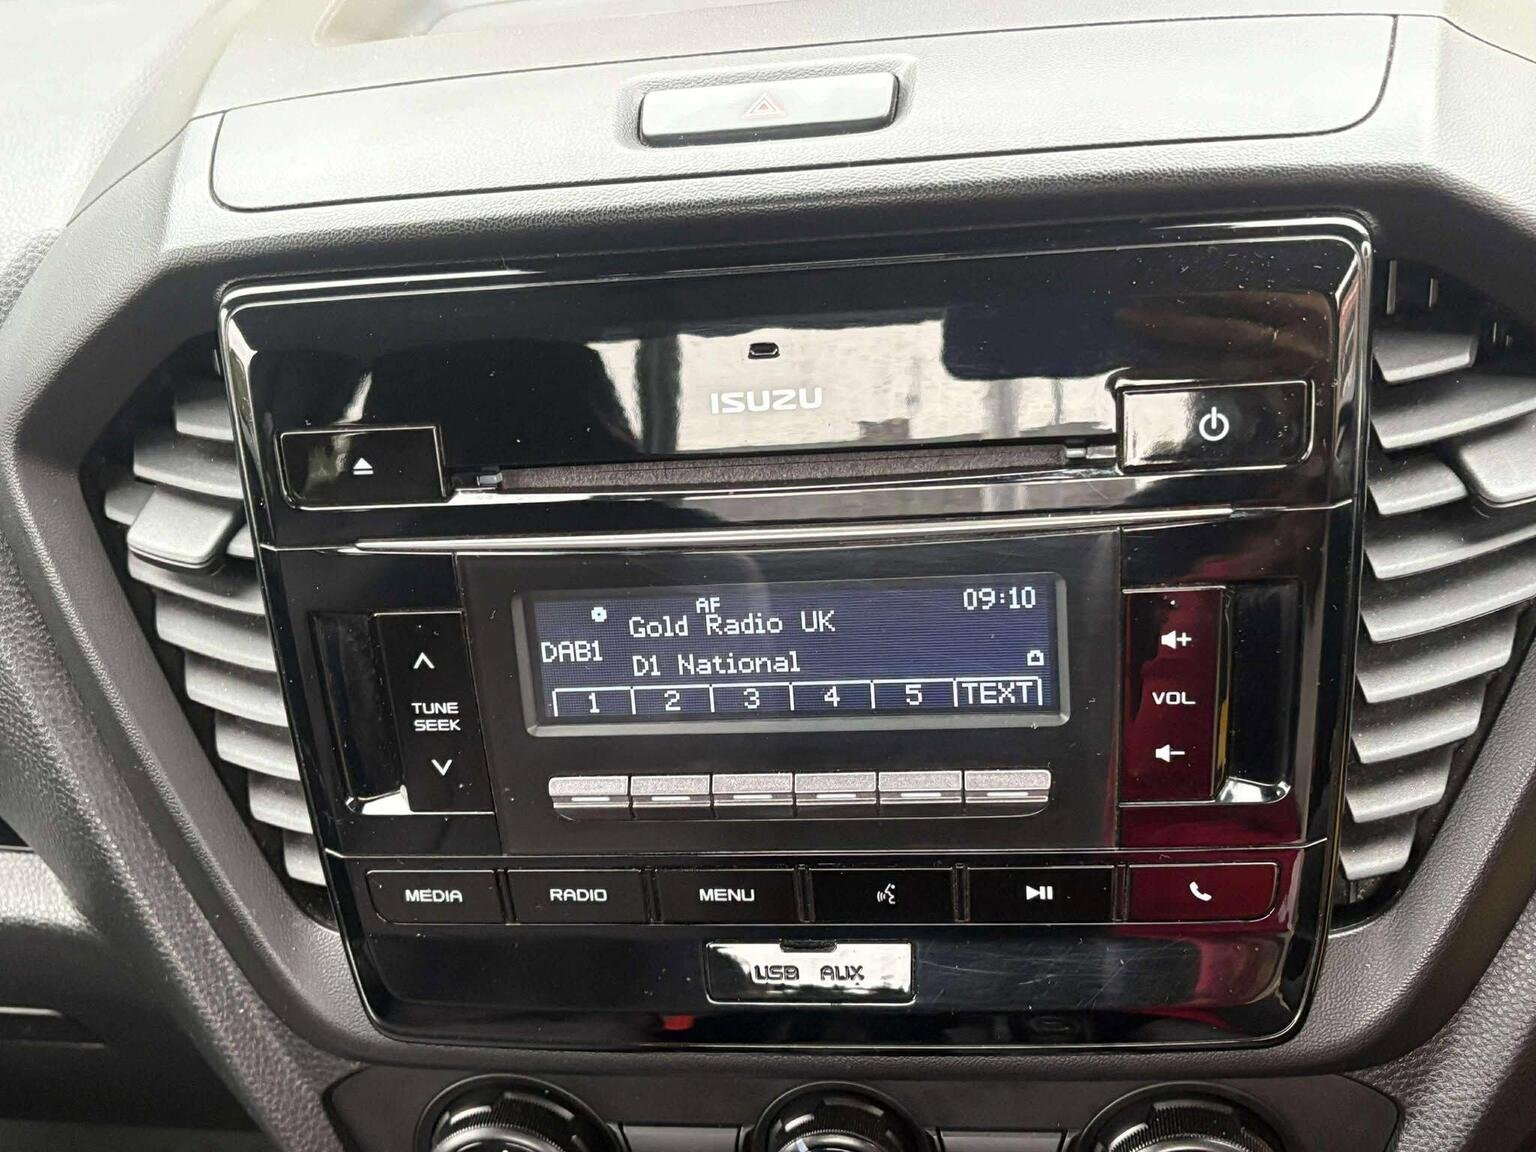 ISUZU
AF
09:10
Gold Radio UK
DAB1
D1 National
1 2 3 4 5 TEXT
TUNE
SEEK
VOL
MEDIA RADIO MENU
USB AUX